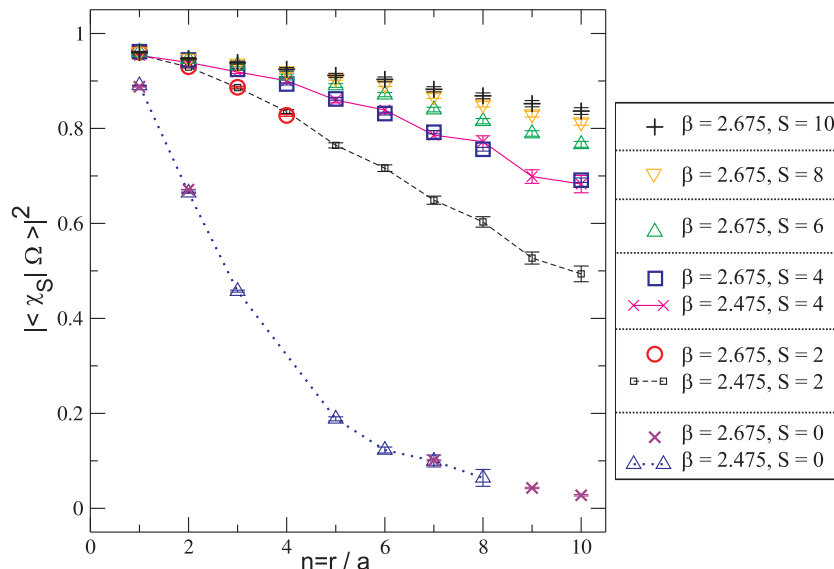 1
0.8
0.6
0.4
0.2
0
0 2 4 6 8 10
n=r / a
|< χ_S| Ω >|²
β = 2.675, S = 10
β = 2.675, S = 8
β = 2.675, S = 6
β = 2.675, S = 4
β = 2.475, S = 4
β = 2.675, S = 2
β = 2.475, S = 2
β = 2.675, S = 0
β = 2.475, S = 0